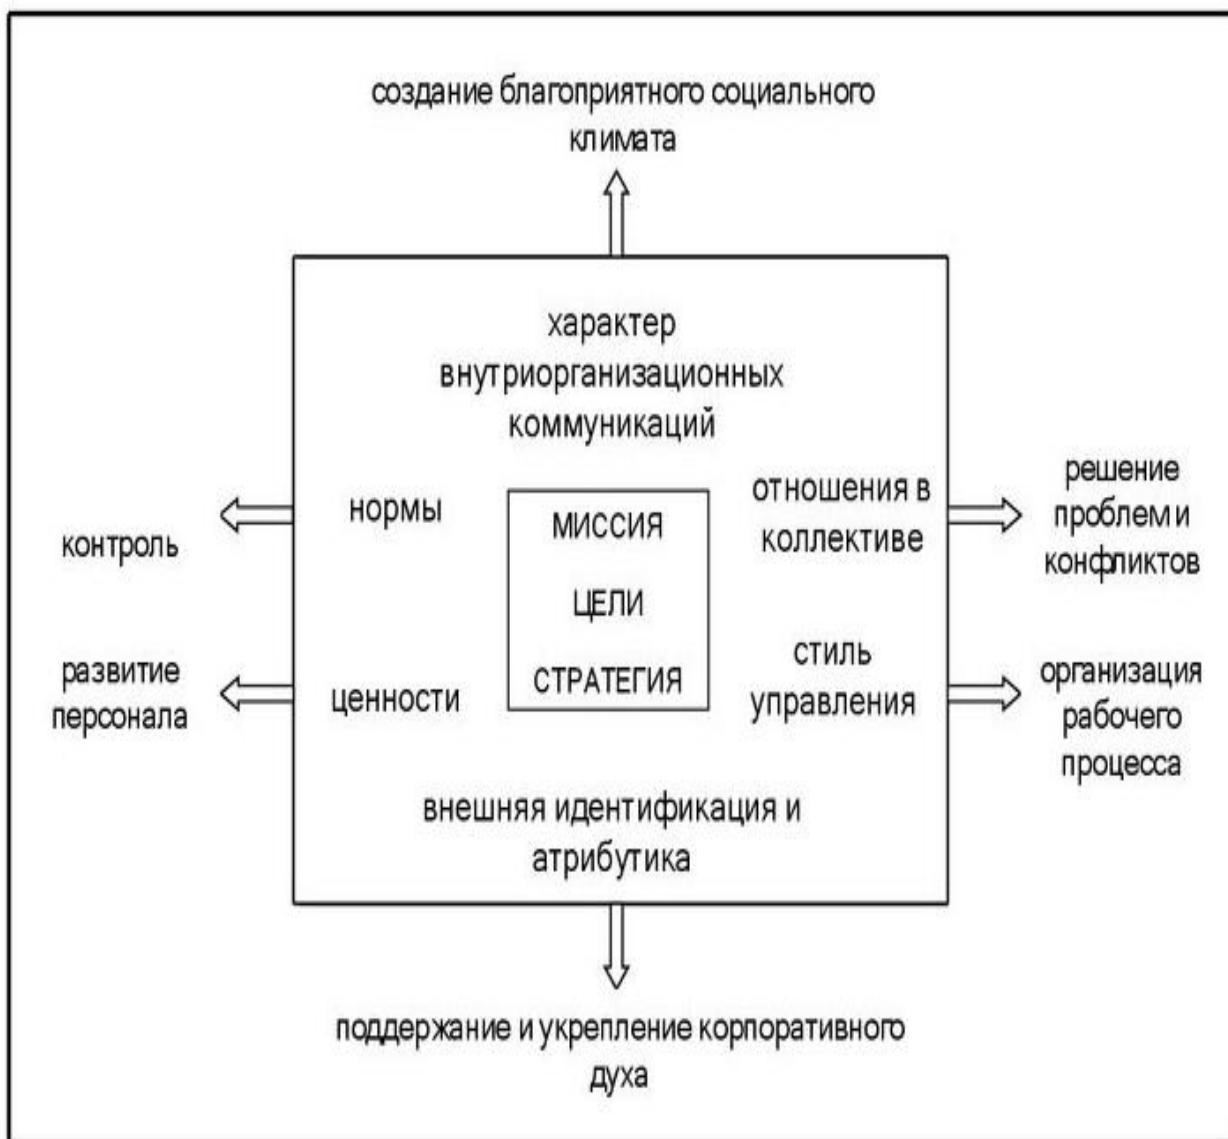 создание благоприятного социального
климата
характер
внутриорганизационных
коммуникаций
нормы
МИССИЯ
ЦЕЛИ
СТРАТЕГИЯ
отношения в
коллективе
решение
проблем и
конфликтов
контроль
развитие
персонала
ценности
стиль
управления
организация
рабочего
процесса
внешняя идентификация и
атрибутика
поддержание и укрепление корпоративного
духа